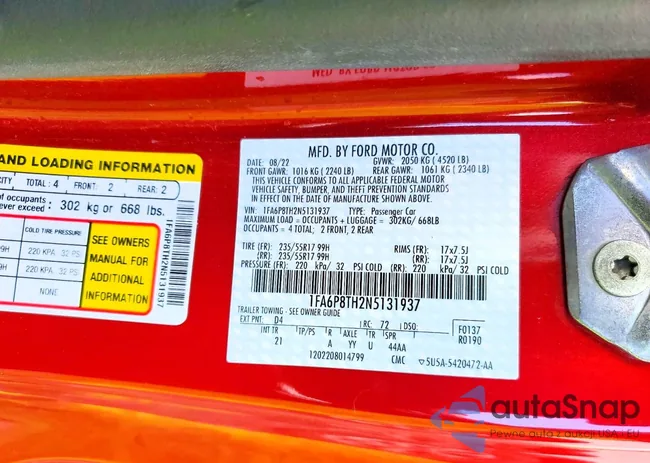 AND LOADING INFORMATION
CITY TOTAL: 4 FRONT: 2 REAR: 2
of occupants
never exceed: 302 kg or 668 lbs.
COLD TIRE PRESSURE
99H 220 KPA, 32 PSI
99H 220 KPA, 32 PSI
NONE
SEE OWNERS
MANUAL FOR
ADDITIONAL
INFORMATION
1FA6P8TH2N5131937
MFD. BY FORD MOTOR CO.
DATE: 08/22 GVWR: 2050 KG ( 4520 LB)
FRONT GAWR: 1016 KG ( 2240 LB) REAR GAWR: 1061 KG ( 2340 LB)
THIS VEHICLE CONFORMS TO ALL APPLICABLE FEDERAL MOTOR
VEHICLE SAFETY, BUMPER, AND THEFT PREVENTION STANDARDS
IN EFFECT ON THE DATE OF MANUFACTURE SHOWN ABOVE.
VIN: 1FA6P8TH2N5131937 TYPE: Passenger Car
MAXIMUM LOAD = OCCUPANTS + LUGGAGE = 302KG/ 668LB
OCCUPANTS = 4 TOTAL; 2 FRONT, 2 REAR
TIRE (FR): 235/55R17 99H RIMS (FR): 17x7.5J
(RR): 235/55R17 99H (RR): 17x7.5J
PRESSURE (FR): 220 kPa/ 32 PSI COLD (RR): 220 kPa/ 32 PSI COLD
1FA6P8TH2N5131937
TRAILER TOWING - SEE OWNER GUIDE
EXT PNT: D4 RC: 72 DSO: F0137
INT TR TP/PS R AXLE TR SPR R0190
21 A YY U 44AA
1202208014799 CMC 5U5A-5420472-AA
autoSnap
Pewne auto z aukcji USA i EU